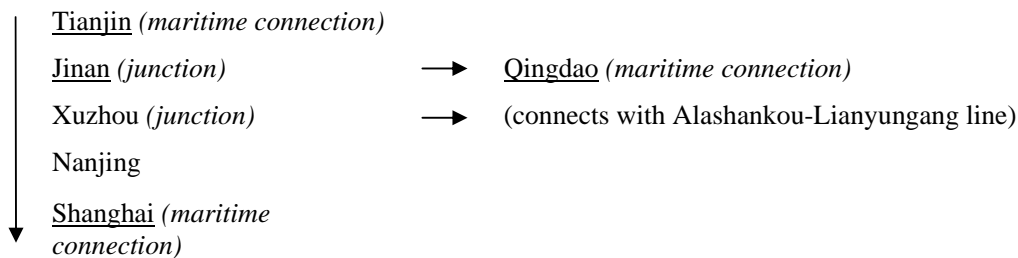 Tianjin (maritime connection)
Jinan (junction)
Qingdao (maritime connection)
Xuzhou (junction)
(connects with Alashankou-Lianyungang line)
Nanjing
Shanghai (maritime
connection)